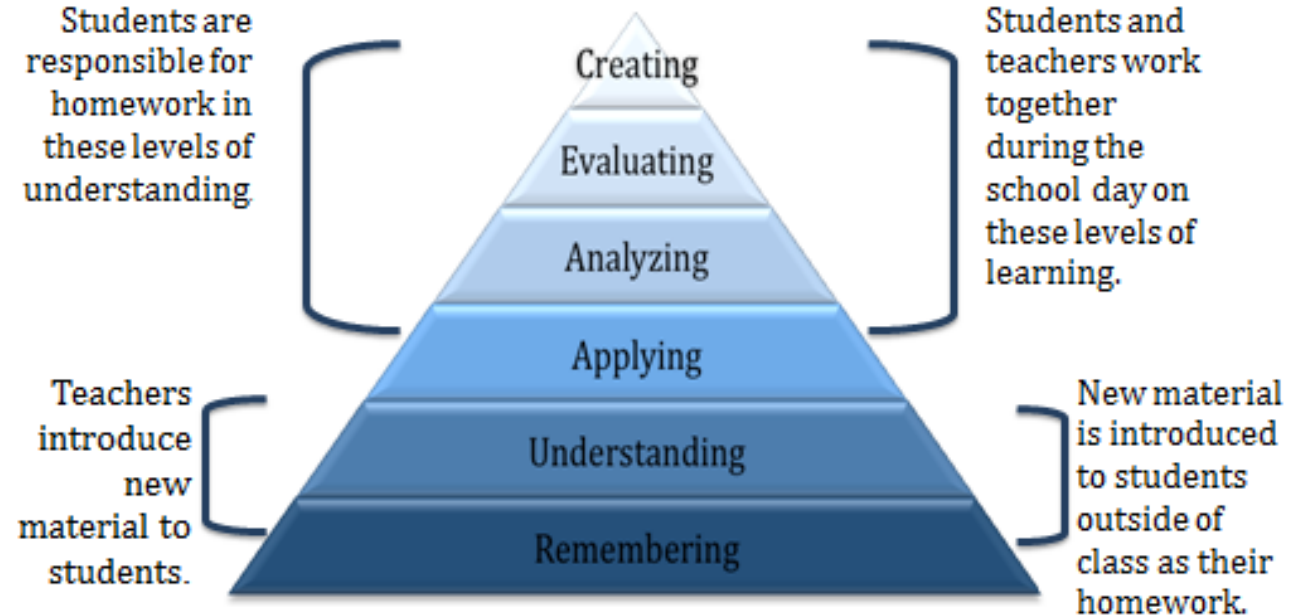 Students are
responsible for
homework in
these levels of
understanding
Teachers
introduce
new
material to
students.
Creating
Evaluating
Analyzing
Applying
Understanding
Remembering
Students and
teachers work
together
during the
school day on
these levels of
learning.
New material
is introduced
to students
outside of
class as their
homework.